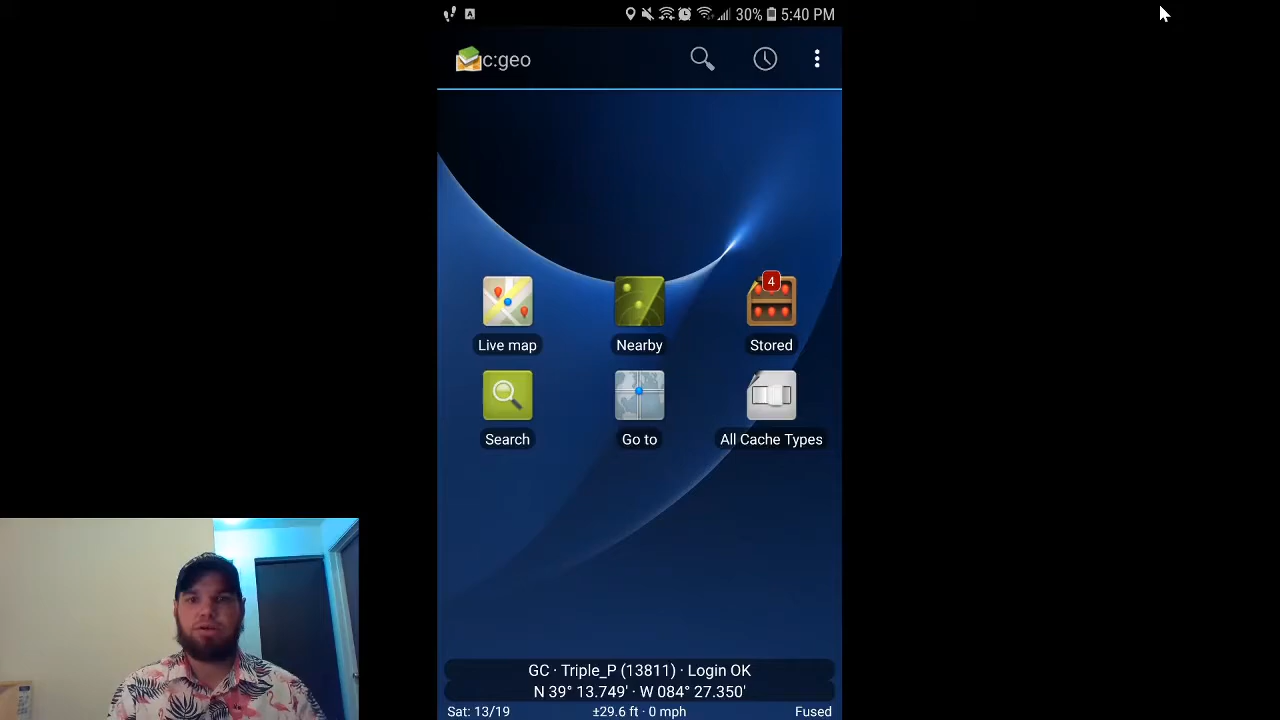 30% 5:40 PM
c:geo
4
Live map Nearby Stored
Search Go to All Cache Types
GC · Triple_P (13811) · Login OK
N 39° 13.749' · W 084° 27.350'
Sat: 13/19 ±29.6 ft · 0 mph Fused